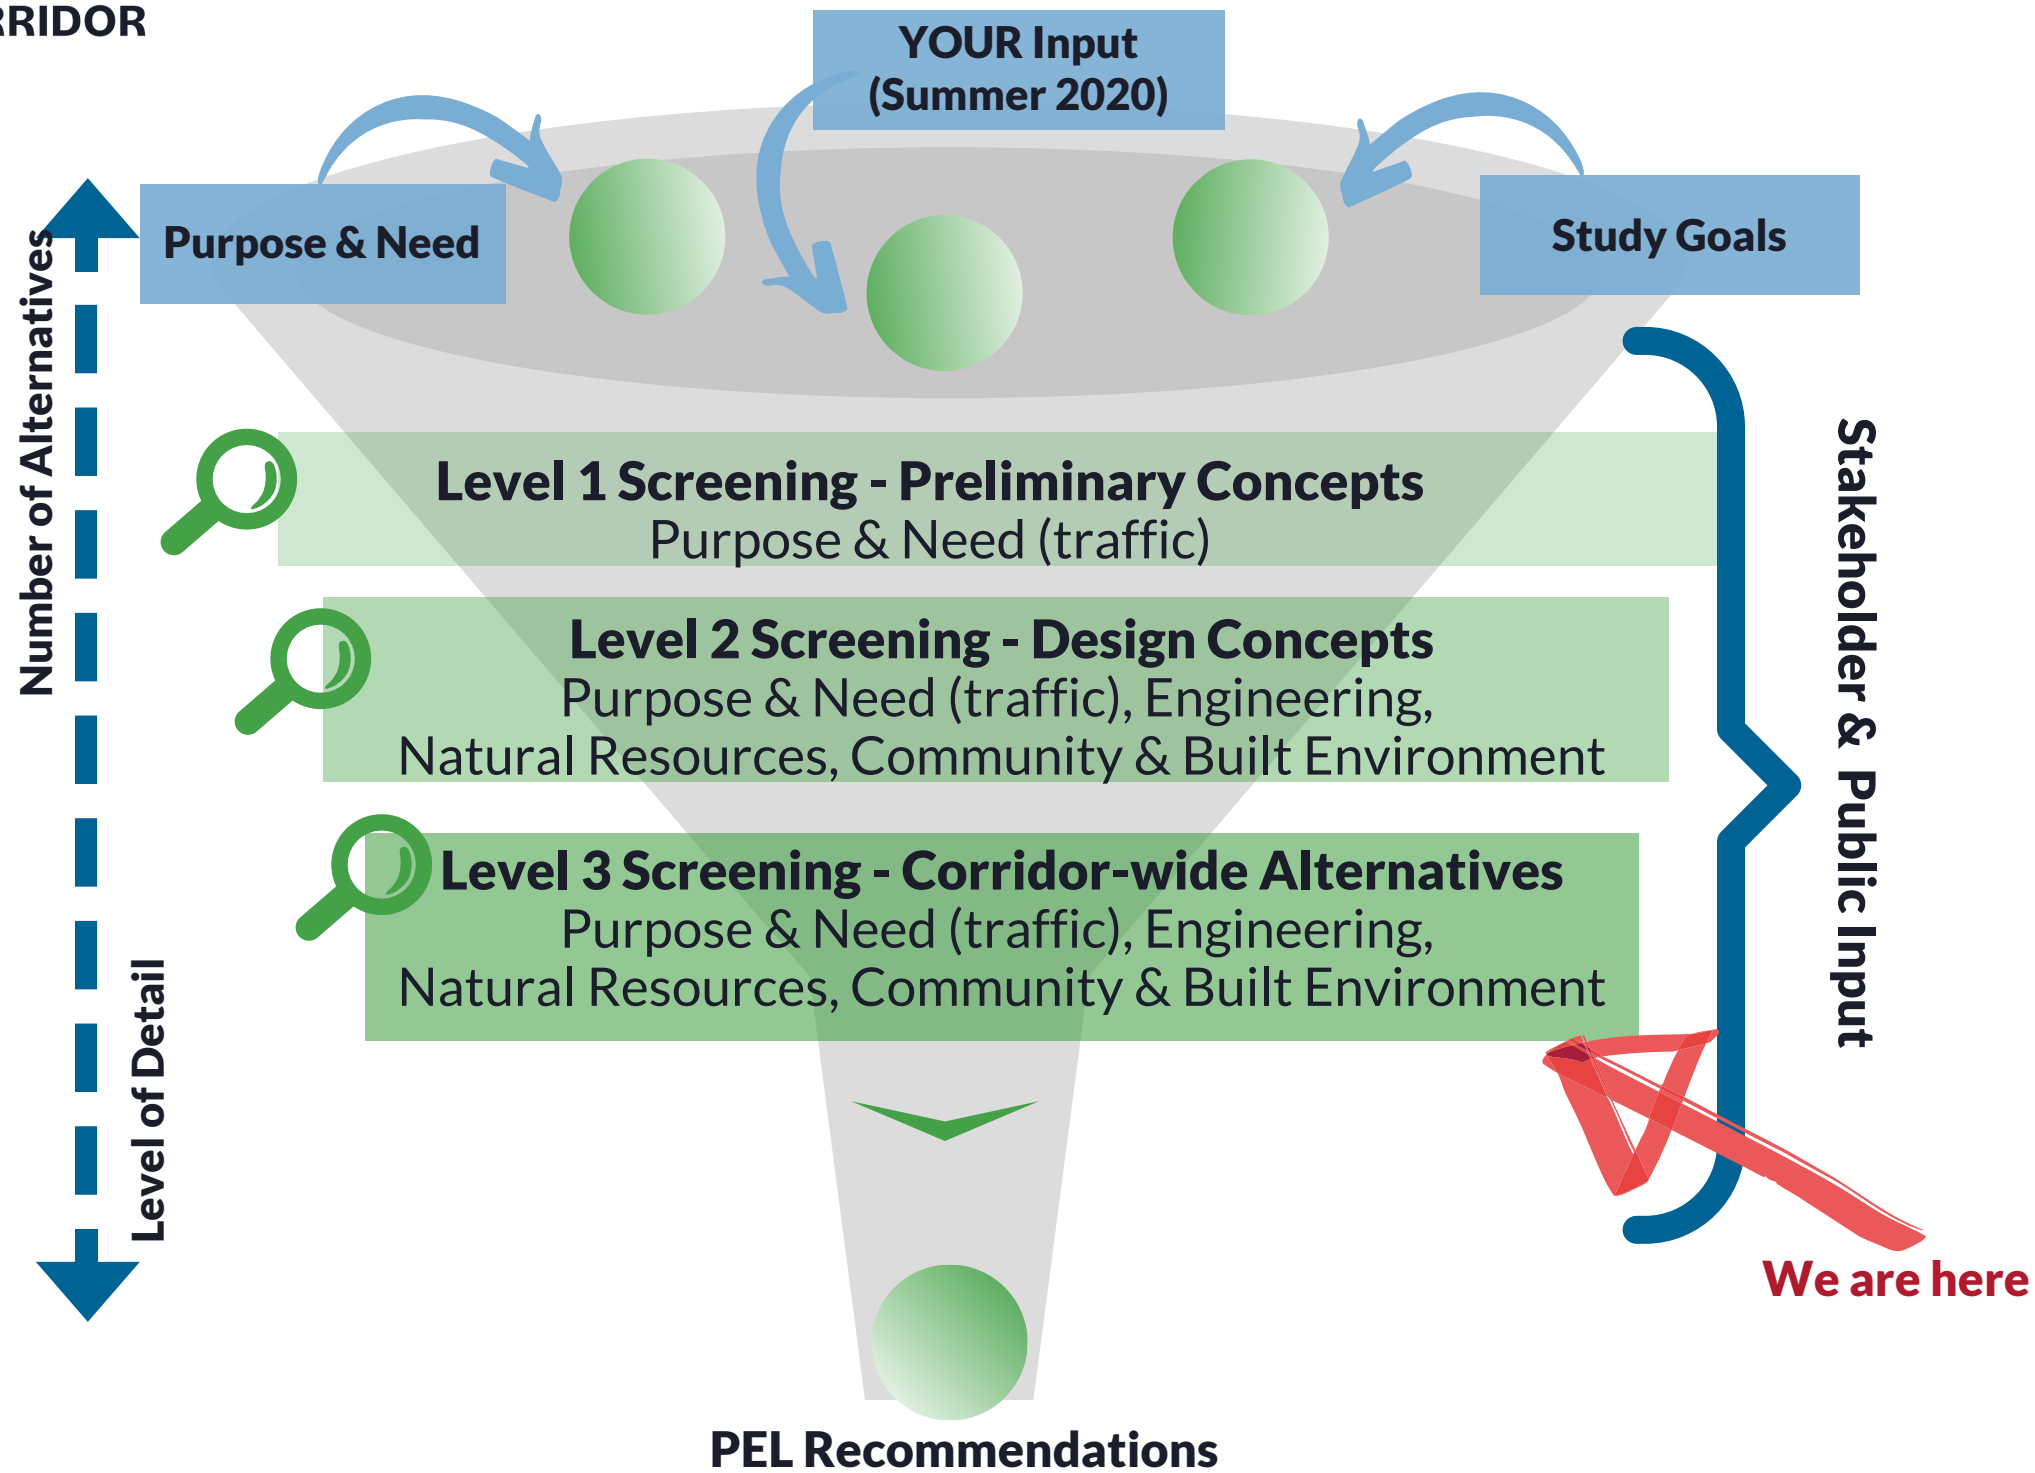 RRIDOR
YOUR Input
(Summer 2020)
Purpose & Need
Study Goals
Number of Alternatives
Level 1 Screening - Preliminary Concepts
Purpose & Need (traffic)
Level 2 Screening - Design Concepts
Purpose & Need (traffic), Engineering,
Natural Resources, Community & Built Environment
Level 3 Screening - Corridor-wide Alternatives
Purpose & Need (traffic), Engineering,
Natural Resources, Community & Built Environment
Stakeholder & Public Input
Level of Detail
We are here
PEL Recommendations